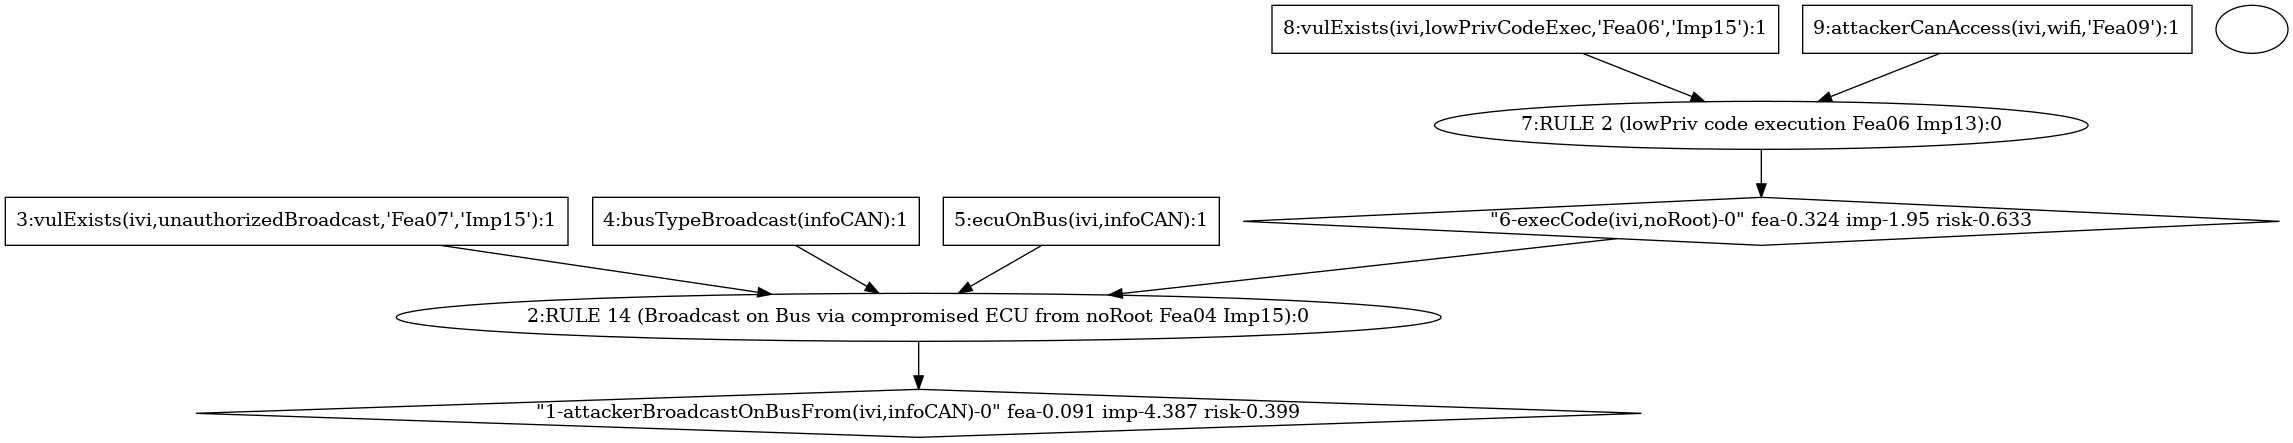 8:vulExists(ivi,lowPrivCodeExec,'Fea06','Imp15'):1
9:attackerCanAccess(ivi,wifi,'Fea09'):1
7:RULE 2 (lowPriv code execution Fea06 Imp13):0
3:vulExists(ivi,unauthorizedBroadcast,'Fea07','Imp15'):1
4:busTypeBroadcast(infoCAN):1
5:ecuOnBus(ivi,infoCAN):1
"6-execCode(ivi,noRoot)-0" fea-0.324 imp-1.95 risk-0.633
2:RULE 14 (Broadcast on Bus via compromised ECU from noRoot Fea04 Imp15):0
"1-attackerBroadcastOnBusFrom(ivi,infoCAN)-0" fea-0.091 imp-4.387 risk-0.399